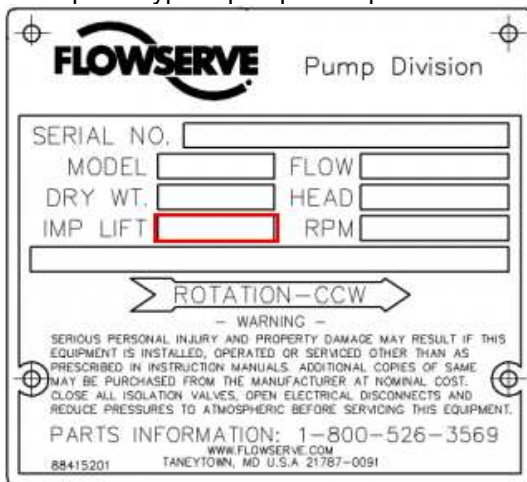 FLOWSERVE Pump Division
SERIAL NO.
MODEL FLOW
DRY WT. HEAD
IMP LIFT RPM
ROTATION-CCW
- WARNING -
SERIOUS PERSONAL INJURY AND PROPERTY DAMAGE MAY RESULT IF THIS
EQUIPMENT IS INSTALLED, OPERATED OR SERVICED OTHER THAN AS
PRESCRIBED IN INSTRUCTION MANUALS. ADDITIONAL COPIES OF SAME
MAY BE PURCHASED FROM THE MANUFACTURER AT NOMINAL COST.
CLOSE ALL ISOLATION VALVES, OPEN ELECTRICAL DISCONNECTS AND
REDUCE PRESSURES TO ATMOSPHERIC BEFORE SERVICING THIS EQUIPMENT.
PARTS INFORMATION: 1-800-526-3569
WWW.FLOWSERVE.COM
88415201 TANEYTOWN, MD U.S.A 21787-0091